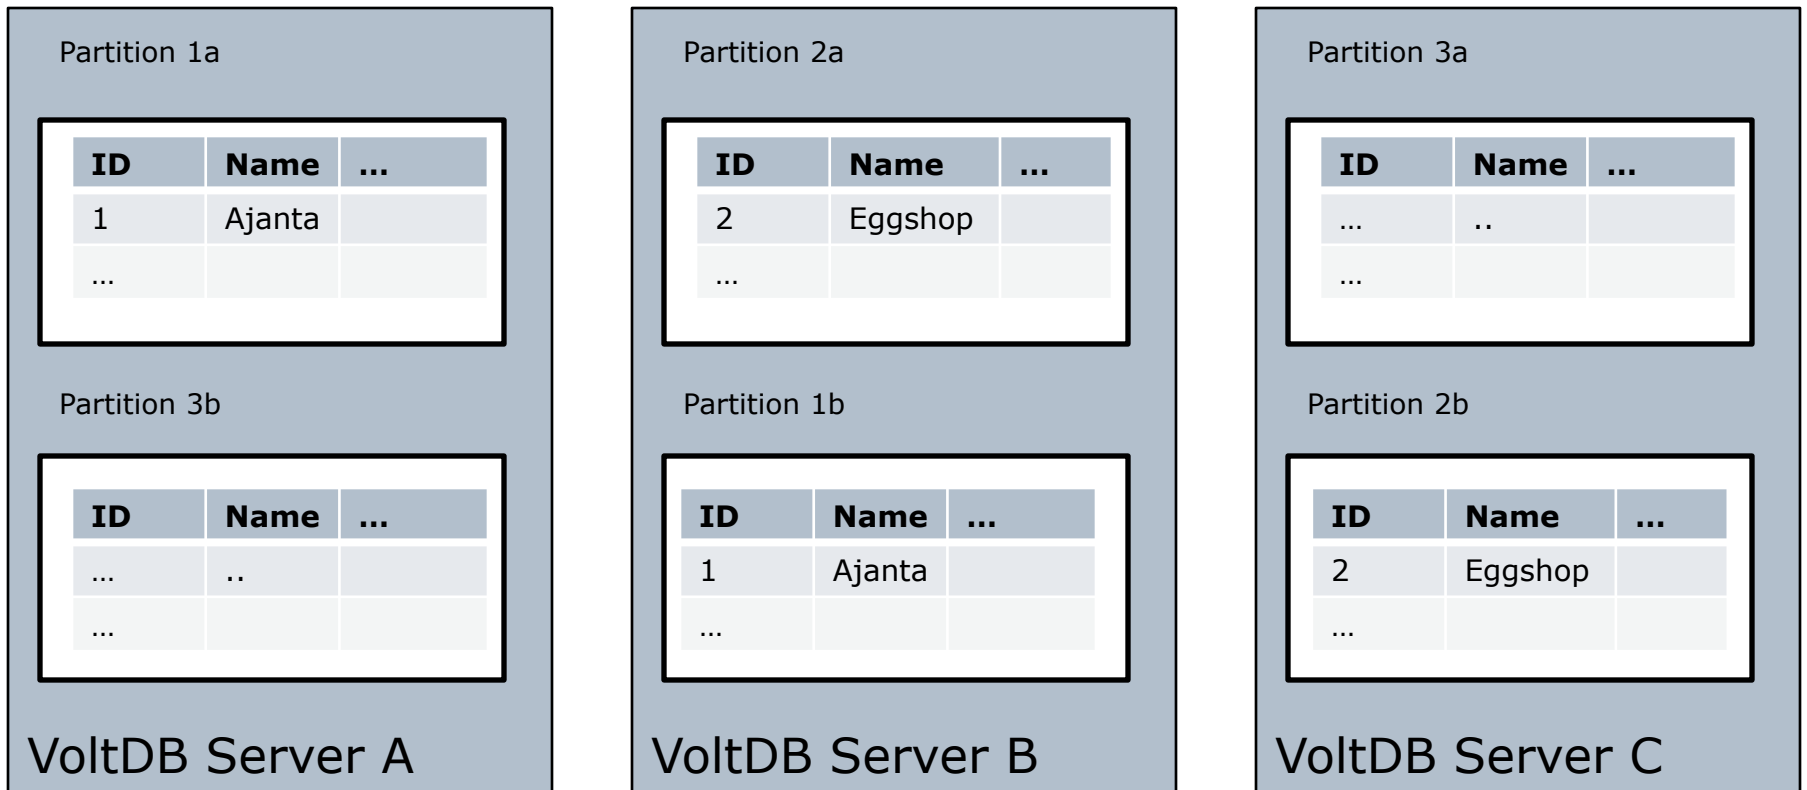 Partition 1a
ID Name ...
1 Ajanta
...
Partition 3b
ID Name ...
... ..
...
VoltDB Server A
Partition 2a
ID Name ...
2 Eggshop
...
Partition 1b
ID Name ...
1 Ajanta
...
VoltDB Server B
Partition 3a
ID Name ...
... ..
...
Partition 2b
ID Name ...
2 Eggshop
...
VoltDB Server C